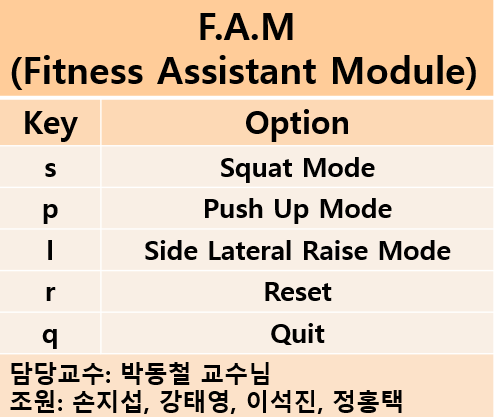 F.A.M
(Fitness Assistant Module)
Key Option
s Squat Mode
p Push Up Mode
l Side Lateral Raise Mode
r Reset
q Quit
담당교수: 박동철 교수님
조원: 손지섭, 강태영, 이석진, 정홍택